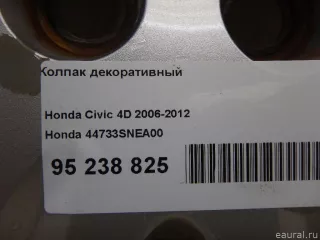 Колпак декоративный
Honda Civic 4D 2006-2012
Honda 44733SNEA00
95 238 825
eaural.ru